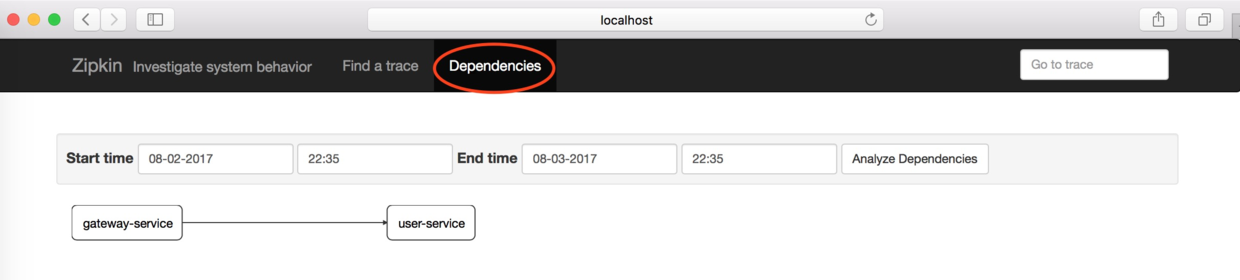 localhost
Zipkin Investigate system behavior Find a trace Dependencies Go to trace
Start time 08-02-2017 22:35 End time 08-03-2017 22:35 Analyze Dependencies
gateway-service user-service